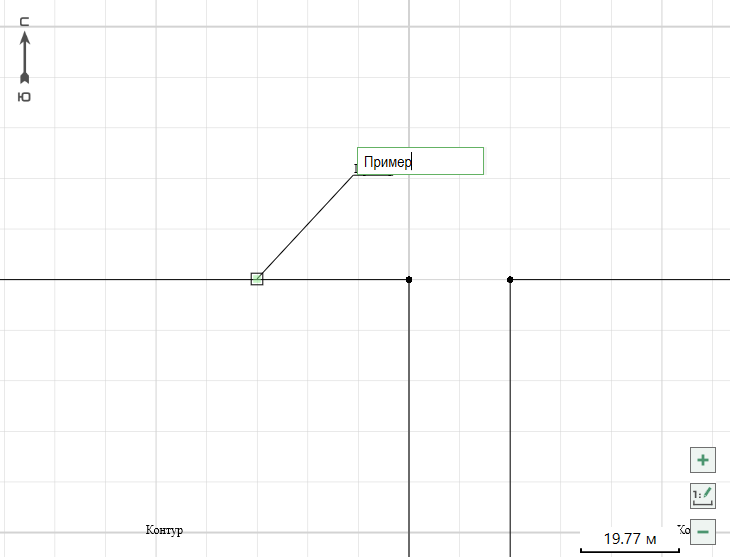 П
Ю
Пример
Контур
19.77 м
1: